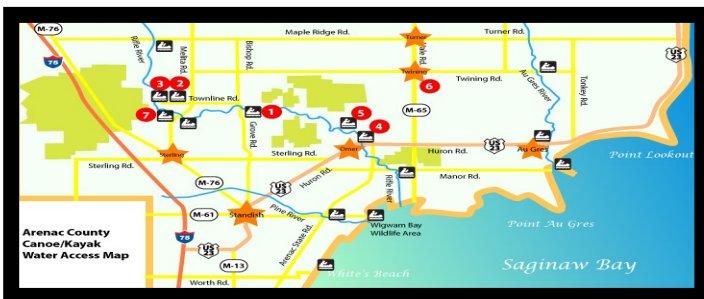 M-76
Maple Ridge Rd.
Turner
Turner Rd.
US
23
Rifle River
Melita Rd.
Bishop Rd.
Hale Rd.
76
Twining
Twining Rd.
Au Gres River
Tonkey Rd.
3
2
6
Townline Rd.
M-65
7
1
5
4
Grove Rd.
Omer
US
23
Au Gres
Sterling
Sterling Rd.
Huron Rd.
Point Lookout
Sterling Rd.
Manor Rd.
M-76
US
23
Huron Rd.
Rifle River
M-61
Standish
Pine River
Wigwam Bay
Wildlife Area
Point Au Gres
Arenac County
Canoe/Kayak
Water Access Map
76
US
23
Arenac State Rd.
M-13
Saginaw Bay
White's Beach
Worth Rd.